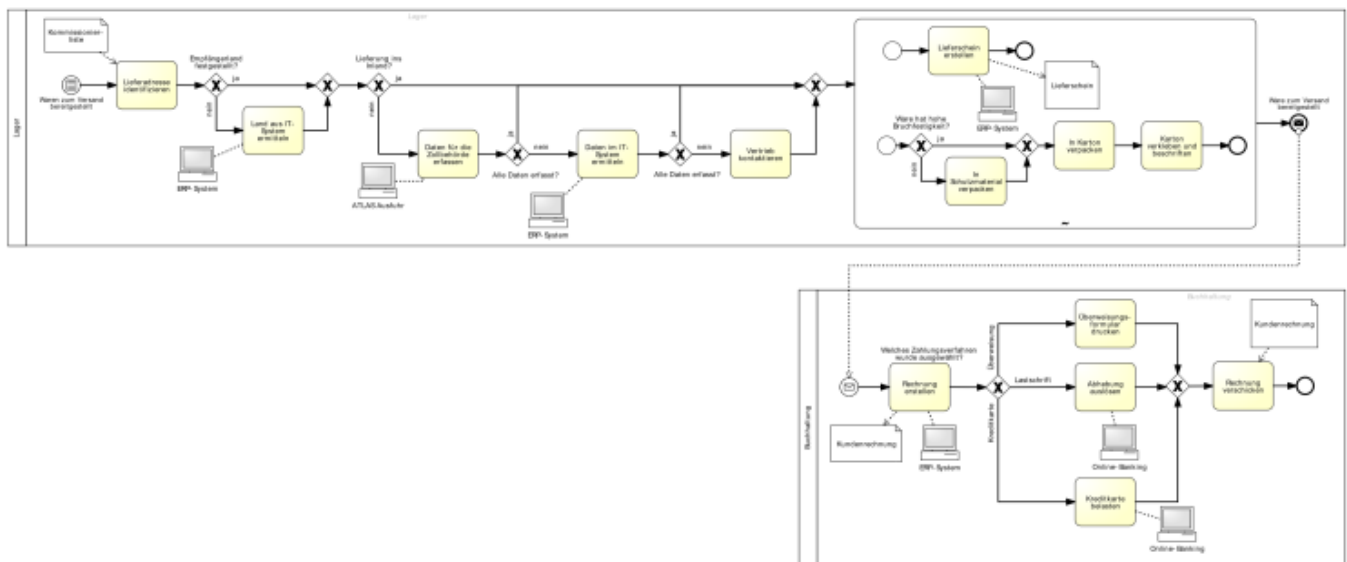 Lager
Lager
Kommissionier-
liste
Waren zum Versand
bereitgestellt
Lieferadresse
identifizieren
Empfängerland
festgestellt?
ja
nein
Land aus IT-
System
ermitteln
ERP-System
Lieferung ins
Inland?
ja
nein
Daten für die
Zollbehörde
erfassen
ATLAS Ausfuhr
ja
nein
Alle Daten erfasst?
Daten im IT-
System
ermitteln
ERP-System
ja
nein
Alle Daten erfasst?
Vertrieb
kontaktieren
Lieferschein
erstellen
Lieferschein
ERP-System
Ware hat hohe
Bruchfestigkeit?
ja
nein
In
Schutzmaterial
verpacken
In Karton
verpacken
Karton
verkleben und
beschriften
~
Ware zum Versand
bereitgestellt
Buchhaltung
Buchhaltung
Rechnung
erstellen
Kundenrechnung
ERP-System
Welches Zahlungsverfahren
wurde ausgewählt?
Überweisung
Lastschrift
Kreditkarte
Überweisungs-
formular
drucken
Abhebung
auslösen
Online-Banking
Kreditkarte
belasten
Online-Banking
Kundenrechnung
Rechnung
verschicken